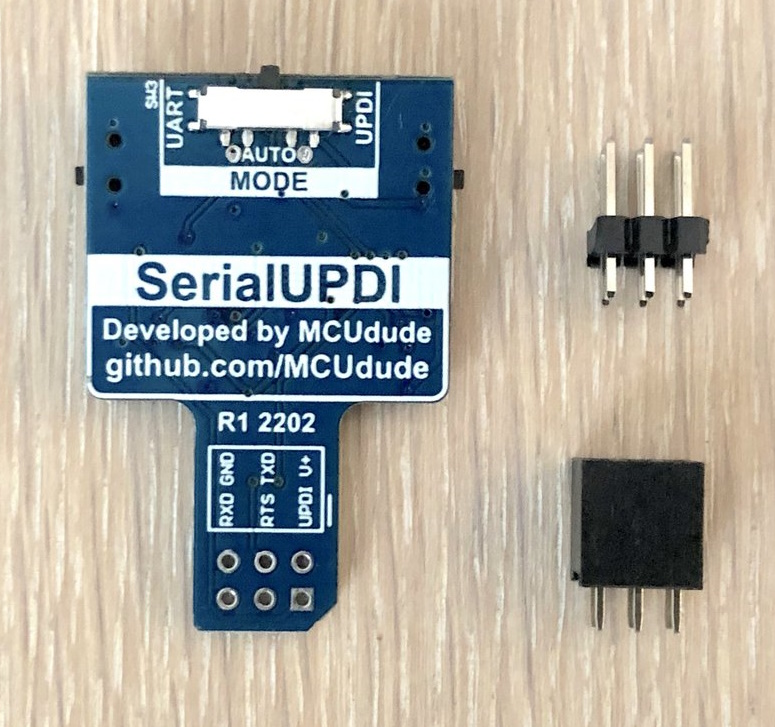 SW3
UART
UPDI
AUTO
MODE
SerialUPDI
Developed by MCUdude
github.com/MCUdude
R1 2202
RXD GND
RTS TXD
UPDI V+